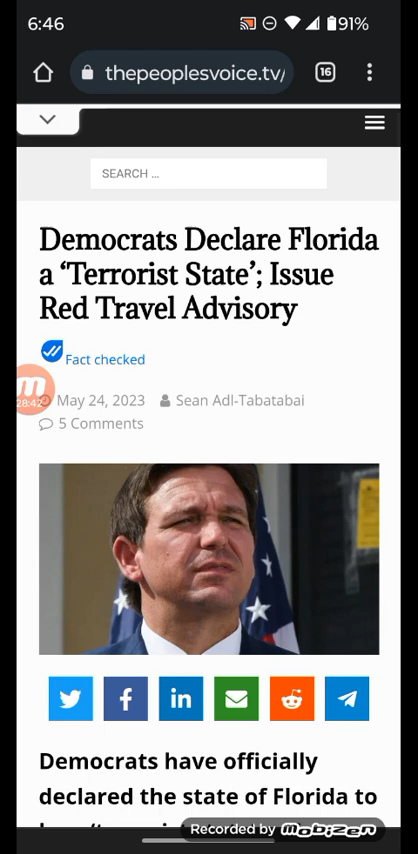 6:46
91%
thepeoplesvoice.tv/
16
SEARCH …
Democrats Declare Florida
a ‘Terrorist State’; Issue
Red Travel Advisory
Fact checked
28:42
May 24, 2023 Sean Adl-Tabatabai
5 Comments
Democrats have officially
declared the state of Florida to
Recorded by mobizen